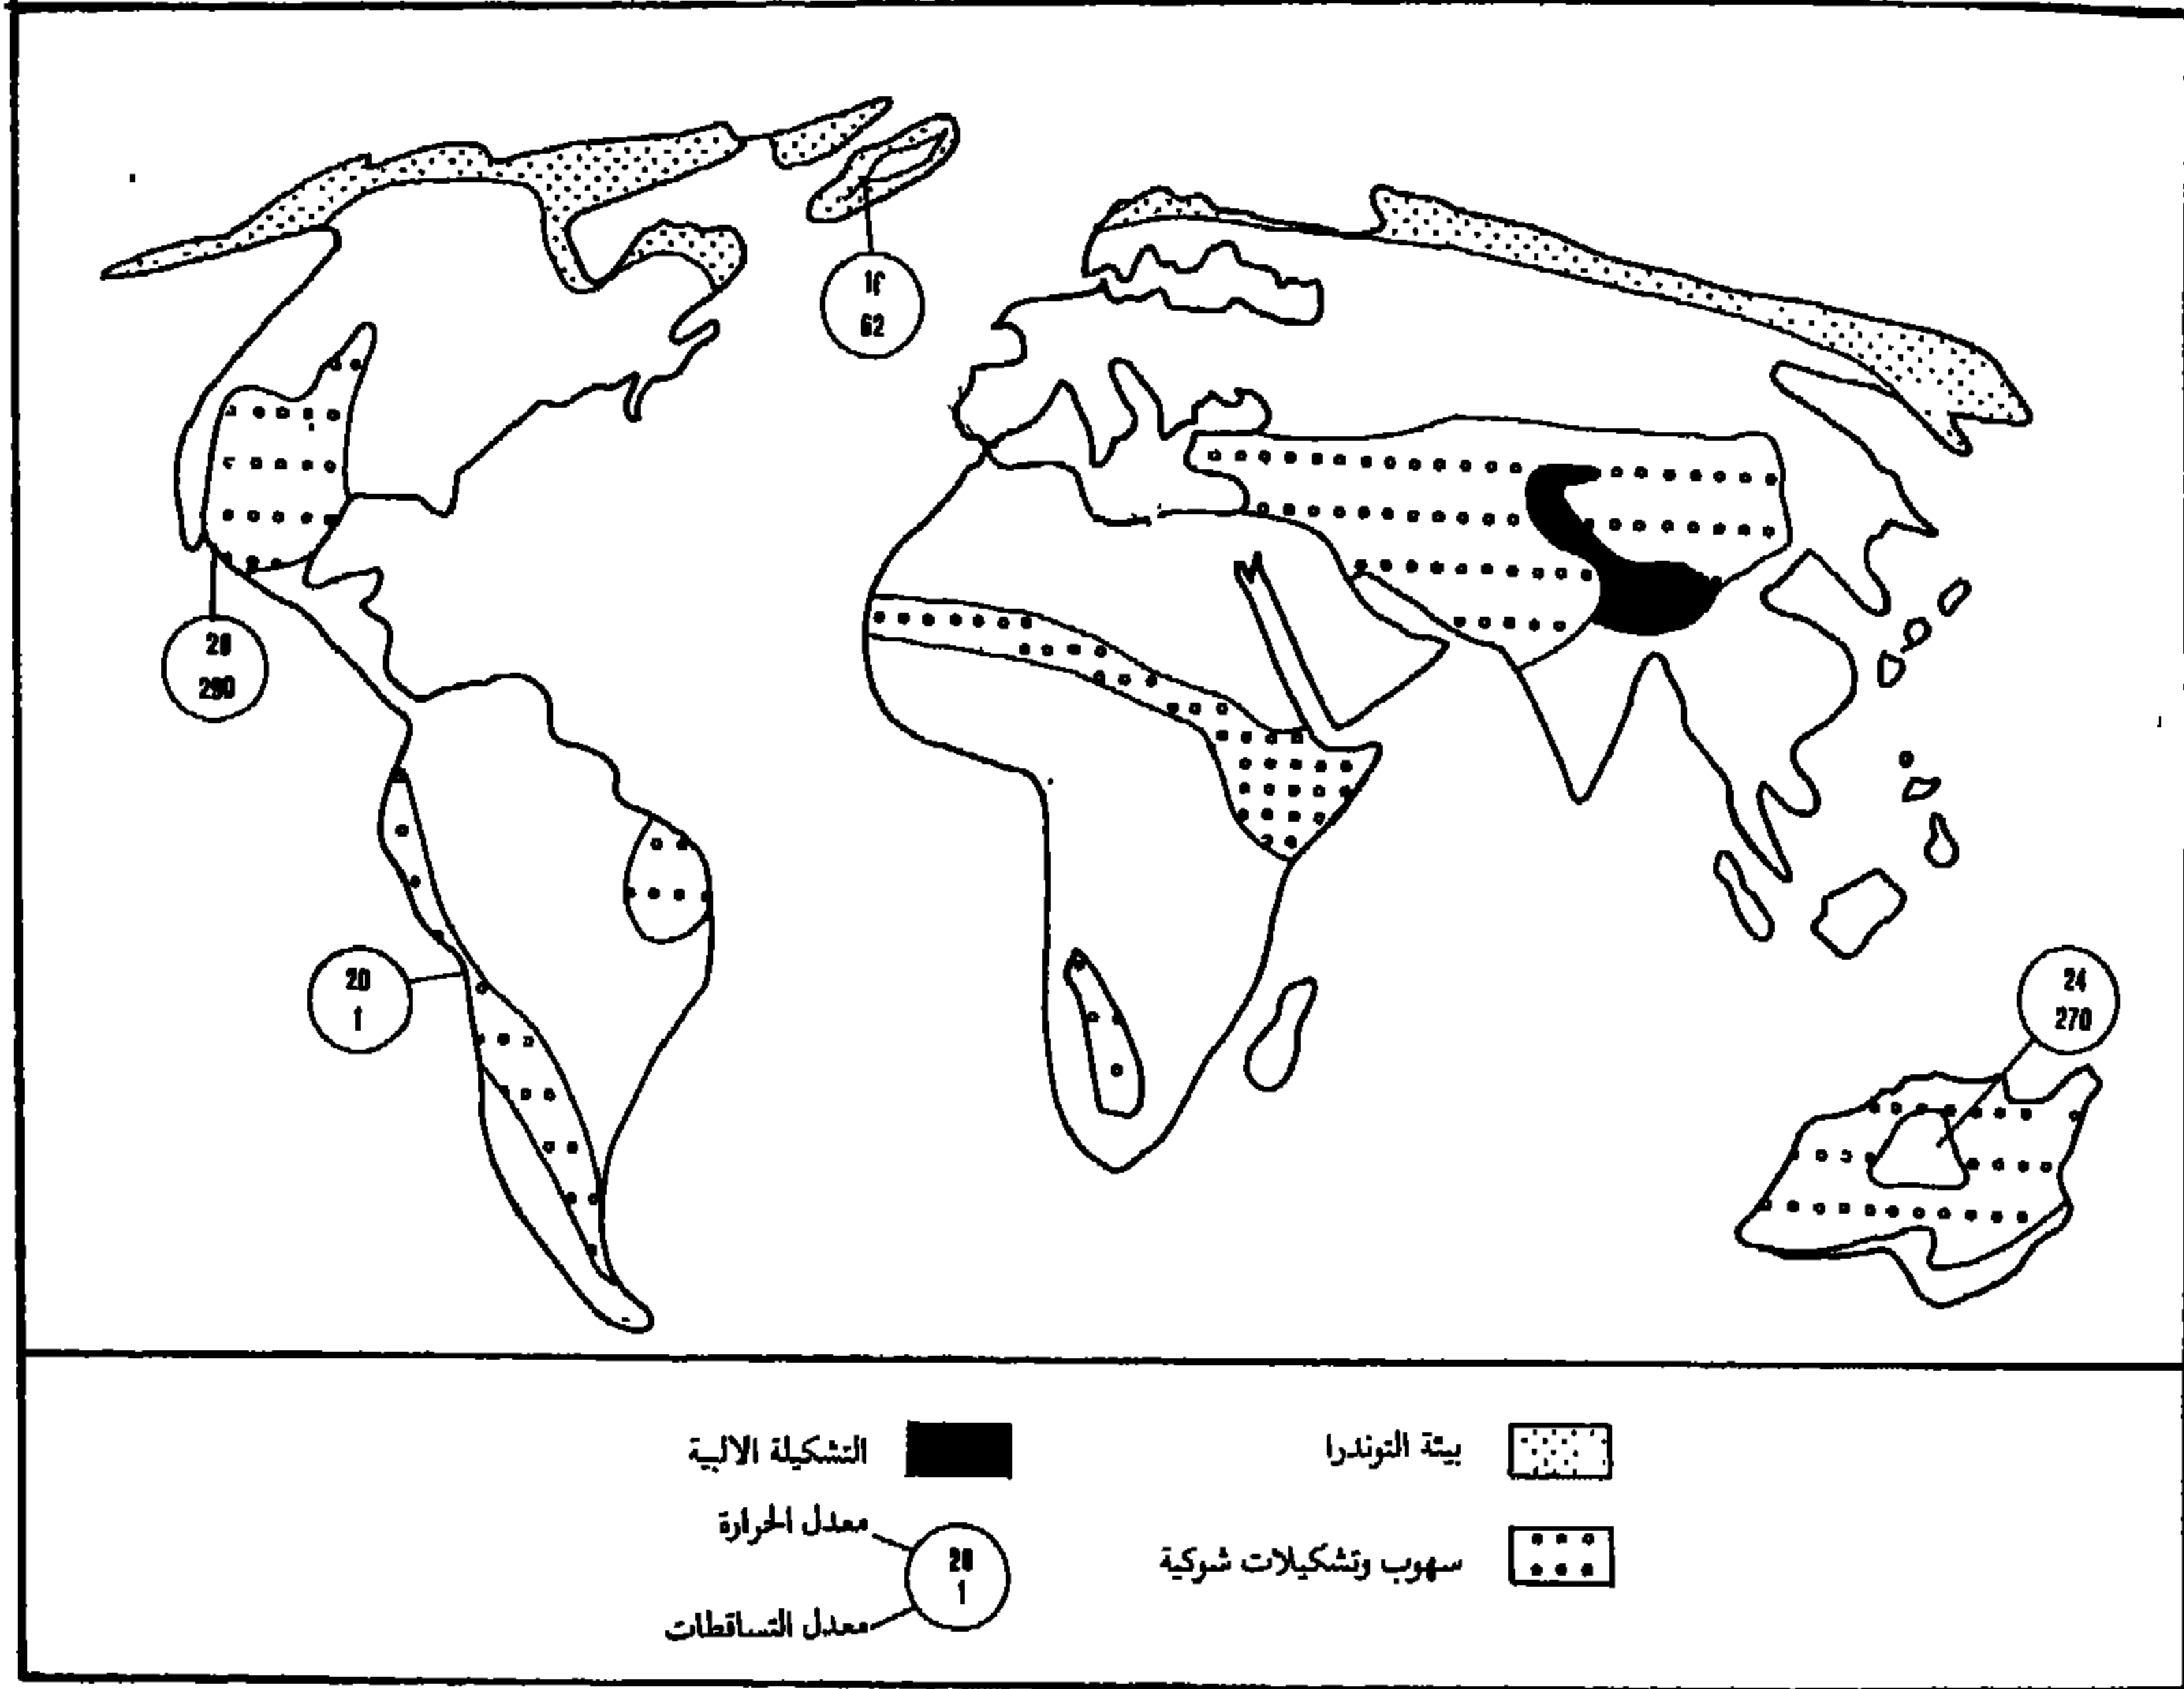 62
20
290
20
1
24
270
بيئة التوندرا
التشكيلة الالبية
سهوب وتشكيلات شوكية
معدل الحرارة
20
1
معدل التساقطات